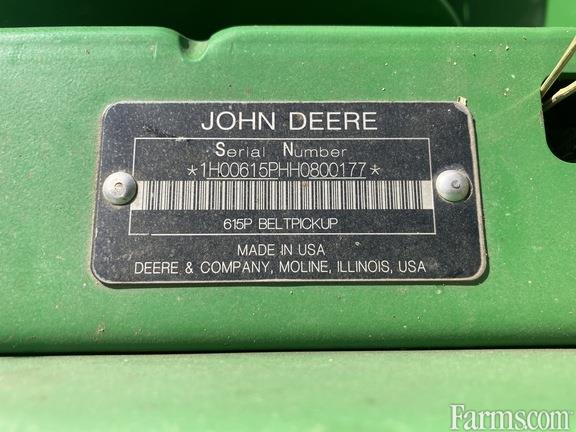 JOHN DEERE
Serial Number
*1H00615PHH0800177*
615P BELTPICKUP
MADE IN USA
DEERE & COMPANY, MOLINE, ILLINOIS, USA
Farms.com®